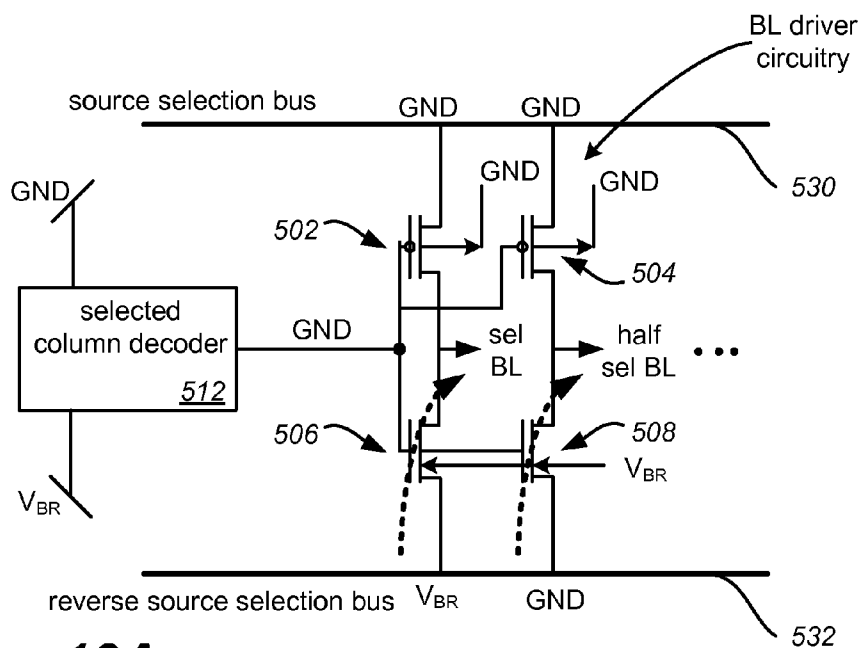 BL driver
circuitry
source selection bus
GND
GND
530
GND
GND
GND
502
504
selected
column decoder
512
GND
sel
BL
half
sel BL
•••
506
508
V_BR
V_BR
reverse source selection bus
V_BR
GND
532